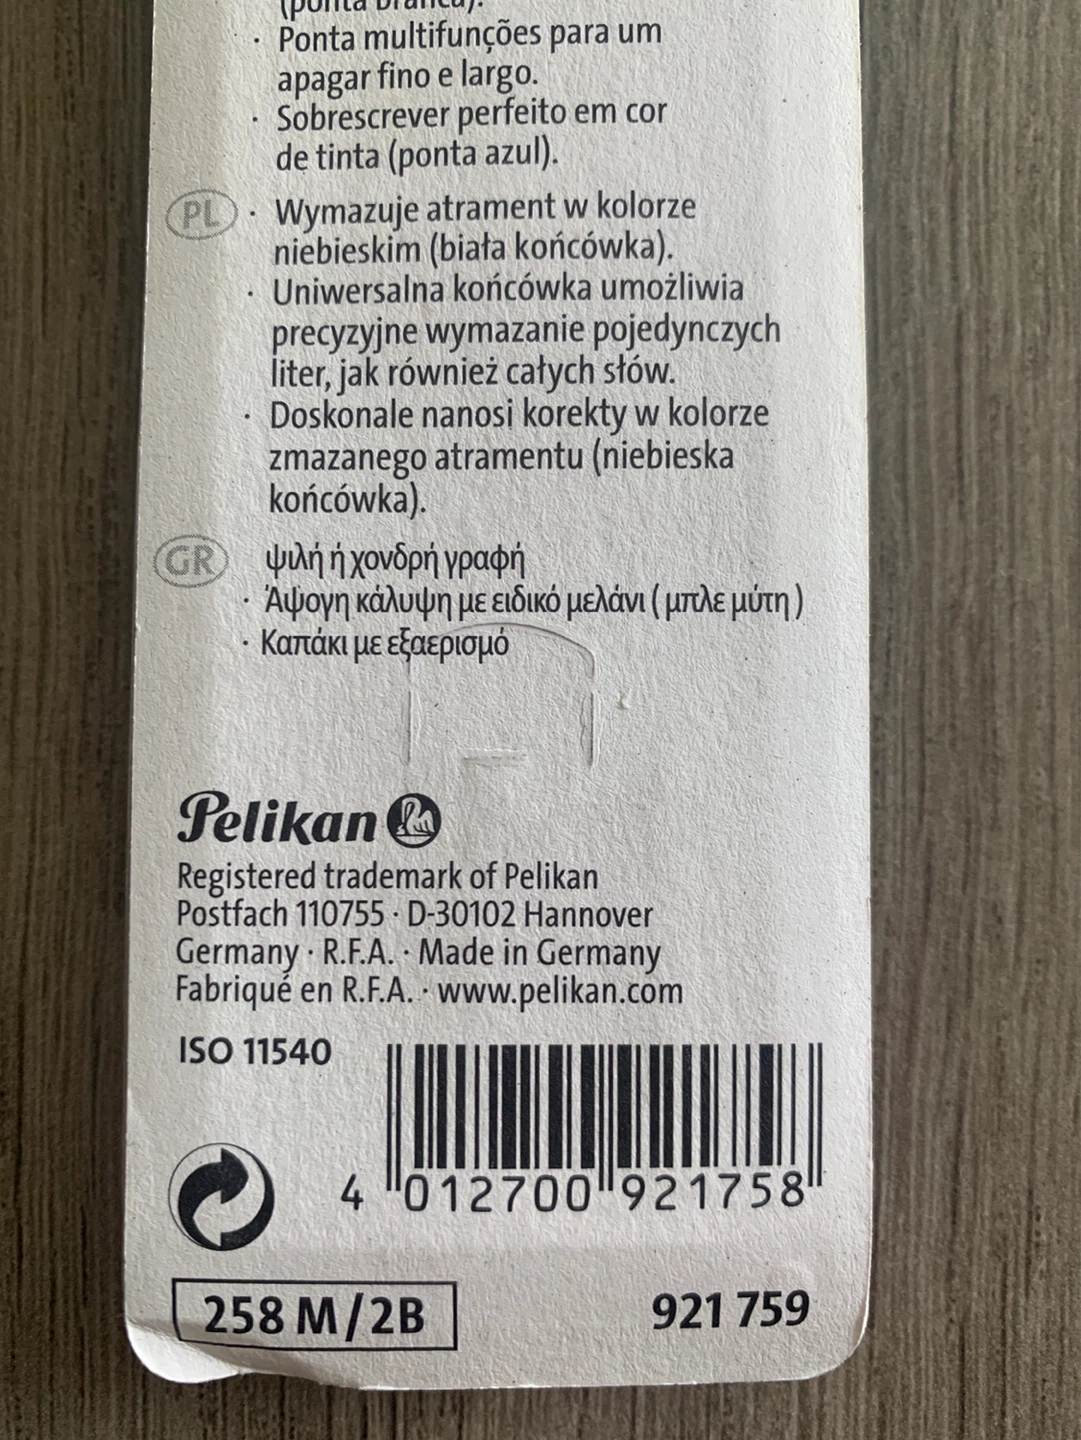 (ponta branca).
· Ponta multifunções para um
apagar fino e largo.
· Sobrescrever perfeito em cor
de tinta (ponta azul).
PL · Wymazuje atrament w kolorze
niebieskim (biała końcówka).
· Uniwersalna końcówka umożliwia
precyzyjne wymazanie pojedynczych
liter, jak również całych słów.
· Doskonale nanosi korekty w kolorze
zmazanego atramentu (niebieska
końcówka).
GR ψιλή ή χονδρή γραφή
· Άψογη κάλυψη με ειδικό μελάνι ( μπλε μύτη )
· Καπάκι με εξαερισμό
Pelikan
Registered trademark of Pelikan
Postfach 110755 · D-30102 Hannover
Germany · R.F.A. · Made in Germany
Fabriqué en R.F.A. · www.pelikan.com
ISO 11540
4 012700 921758
258 M/2B
921 759